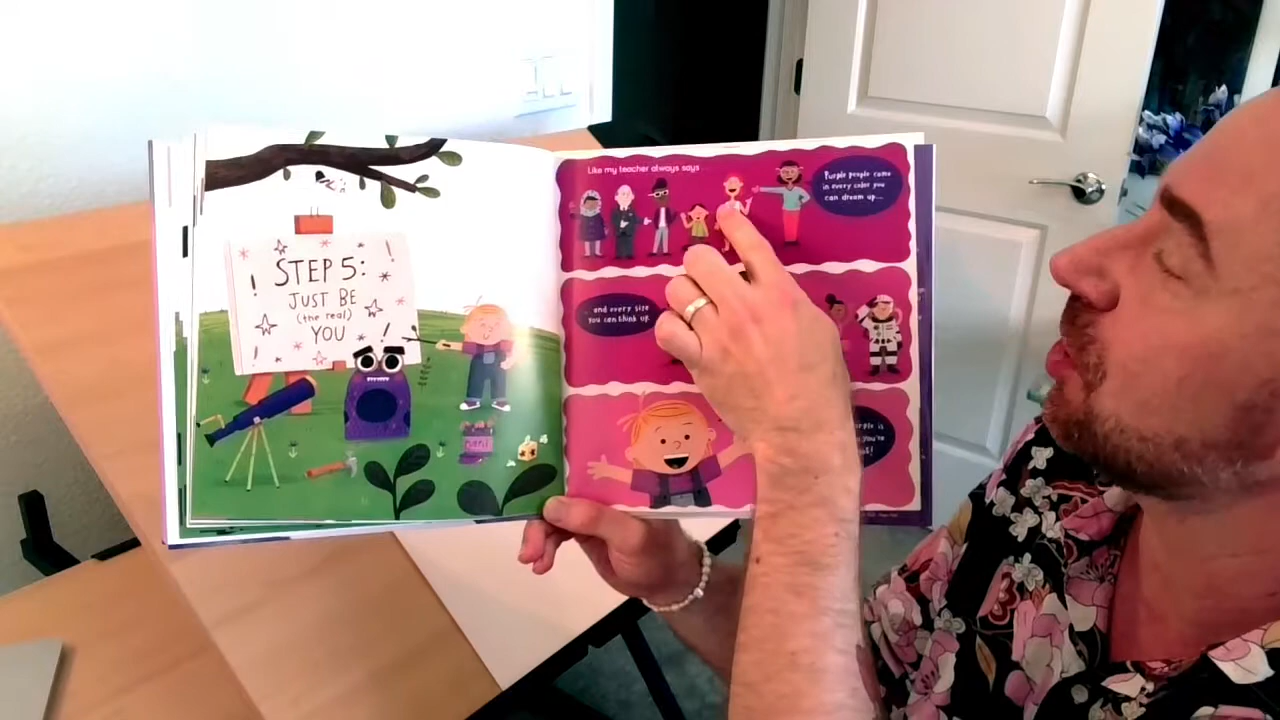 STEP 5:
JUST BE
(the real)
YOU
Like my teacher always says
Purple people come
in every color you
can dream up...
and every size
you can think up